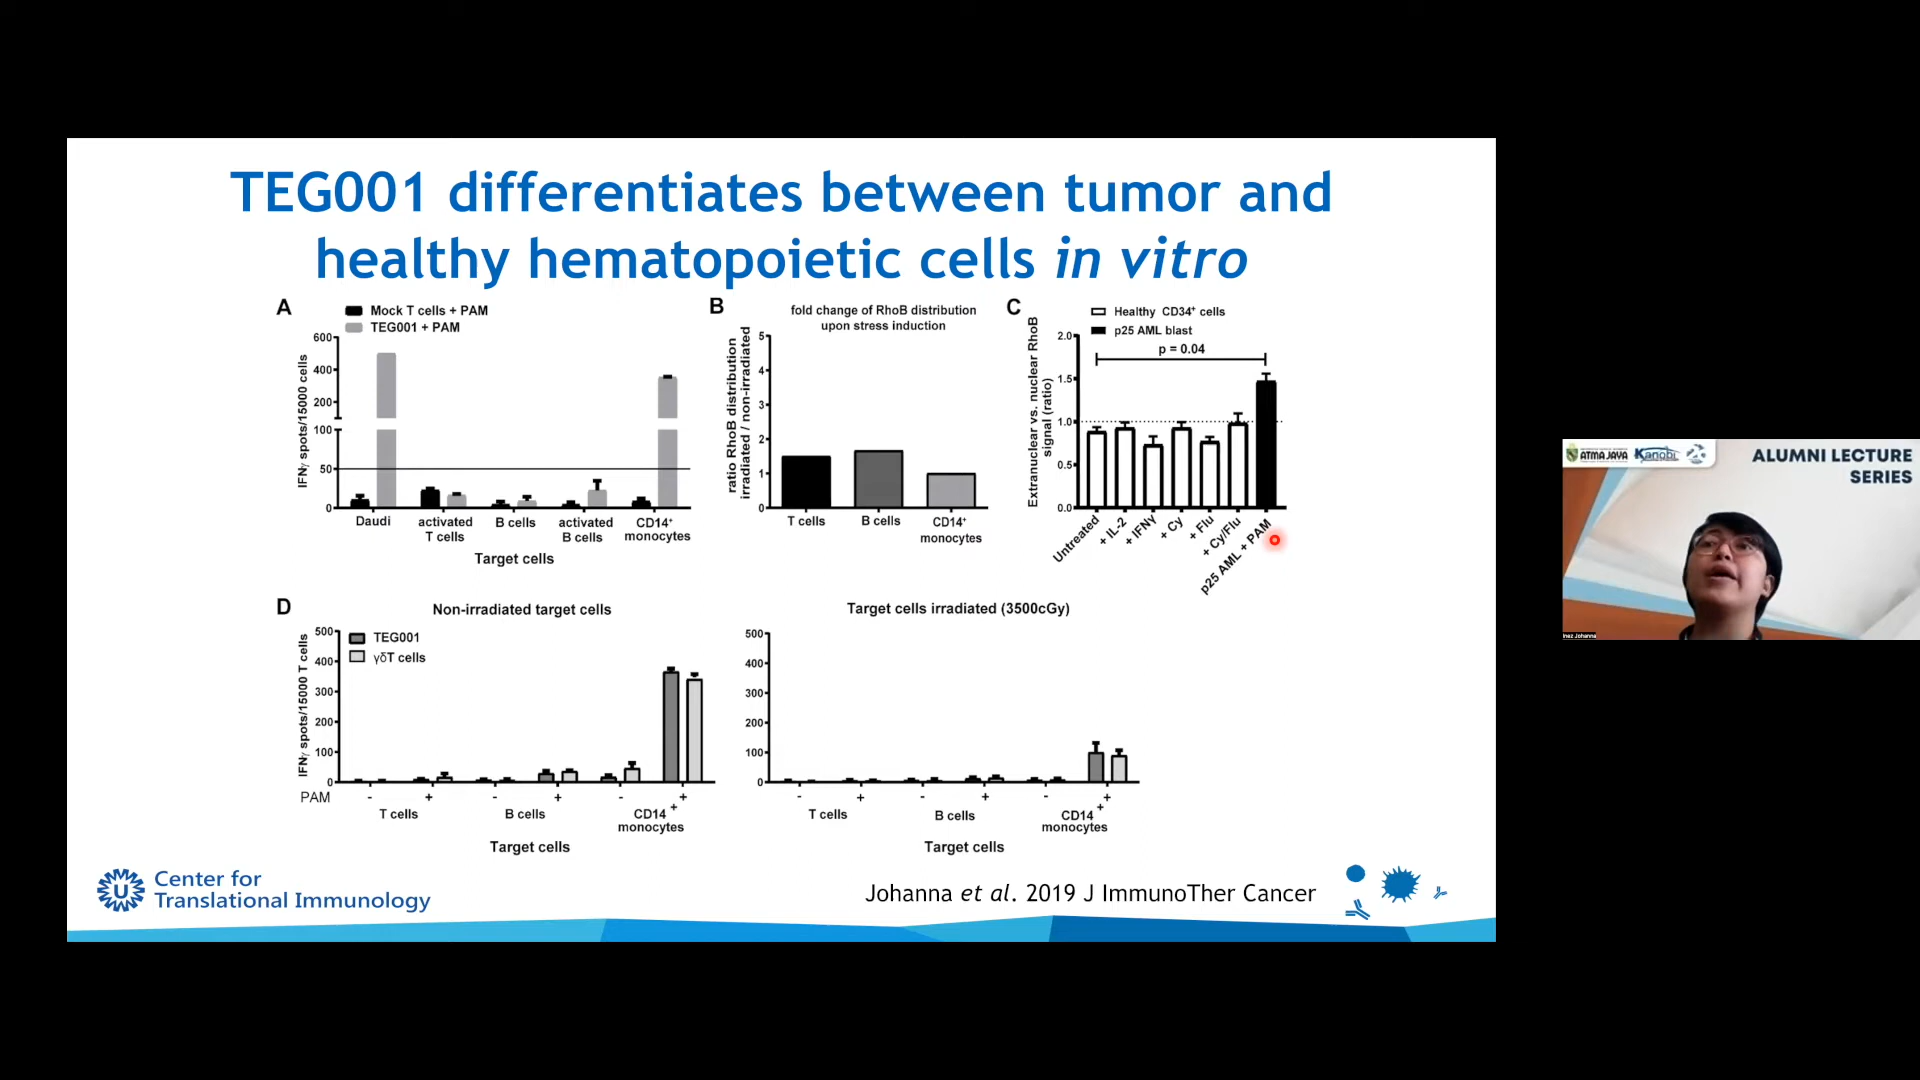 TEG001 differentiates between tumor and
healthy hematopoietic cells in vitro
A
Mock T cells + PAM
TEG001 + PAM
IFNγ spots/15000 cells
600
400
200
100
50
0
Daudi
activated
T cells
B cells
activated
B cells
CD14+
monocytes
Target cells
B
fold change of RhoB distribution
upon stress induction
ratio RhoB distribution
irradiated / non-irradiated
5
4
3
2
1
0
T cells
B cells
CD14+
monocytes
C
Healthy CD34+ cells
p25 AML blast
p = 0.04
Extranuclear vs. nuclear RhoB
signal (ratio)
2.0
1.5
1.0
0.5
0.0
Untreated
+ IL-2
+ IFNγ
+ Cy
+ Flu
+ Cy/Flu
p25 AML + PAM
D
Non-irradiated target cells
TEG001
γδT cells
IFNγ spots/15000 T cells
500
400
300
200
100
0
PAM
- + - + - +
T cells
B cells
CD14+
monocytes
Target cells
Target cells irradiated (3500cGy)
500
400
300
200
100
0
- + - + - +
T cells
B cells
CD14+
monocytes
Target cells
U
Center for
Translational Immunology
Johanna et al. 2019 J ImmunoTher Cancer
ATMA JAYA
Kanobi
ALUMNI LECTURE
SERIES
Inez Johanna